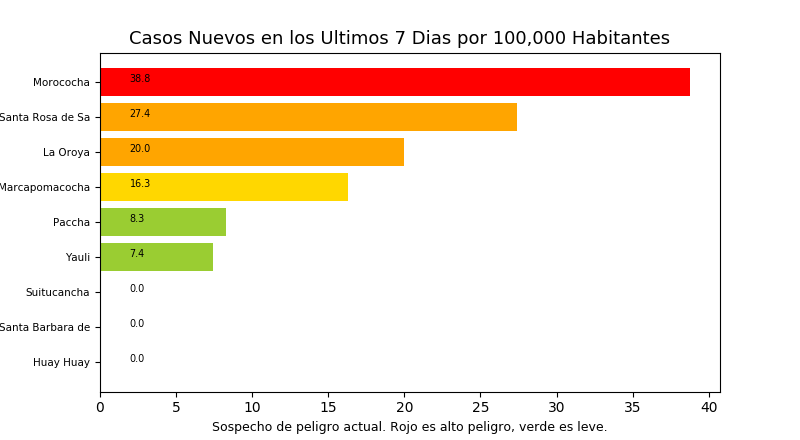 Casos Nuevos en los Ultimos 7 Dias por 100,000 Habitantes
Morococha 38.8
Santa Rosa de Sa 27.4
La Oroya 20.0
Marcapomacocha 16.3
Paccha 8.3
Yauli 7.4
Suitucancha 0.0
Santa Barbara de 0.0
Huay Huay 0.0
0 5 10 15 20 25 30 35 40
Sospecho de peligro actual. Rojo es alto peligro, verde es leve.